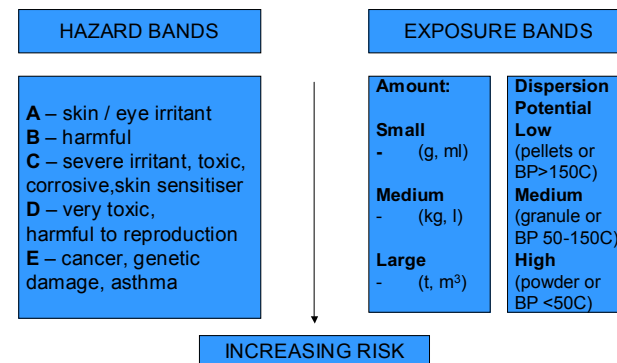 HAZARD BANDS
EXPOSURE BANDS
A – skin / eye irritant
B – harmful
C – severe irritant, toxic,
corrosive,skin sensitiser
D – very toxic,
harmful to reproduction
E – cancer, genetic
damage, asthma
Amount:
Small
- (g, ml)
Medium
- (kg, l)
Large
- (t, m³)
Dispersion
Potential
Low
(pellets or
BP>150C)
Medium
(granule or
BP 50-150C)
High
(powder or
BP <50C)
INCREASING RISK